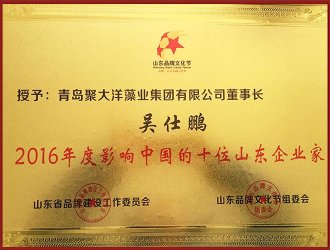 山东品牌文化节
授予：青岛聚大洋藻业集团有限公司董事长
吴仕鹏
2016年度影响中国的十位山东企业家
山东省品牌建设工作委员会
山东品牌文化节组委会